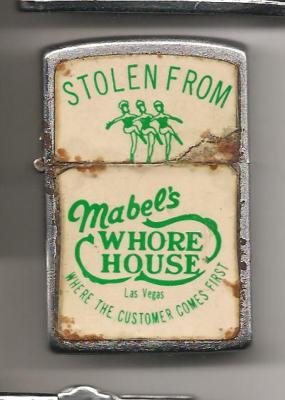 STOLEN FROM
Mabel's
WHORE
HOUSE
Las Vegas
WHERE THE CUSTOMER COMES FIRST